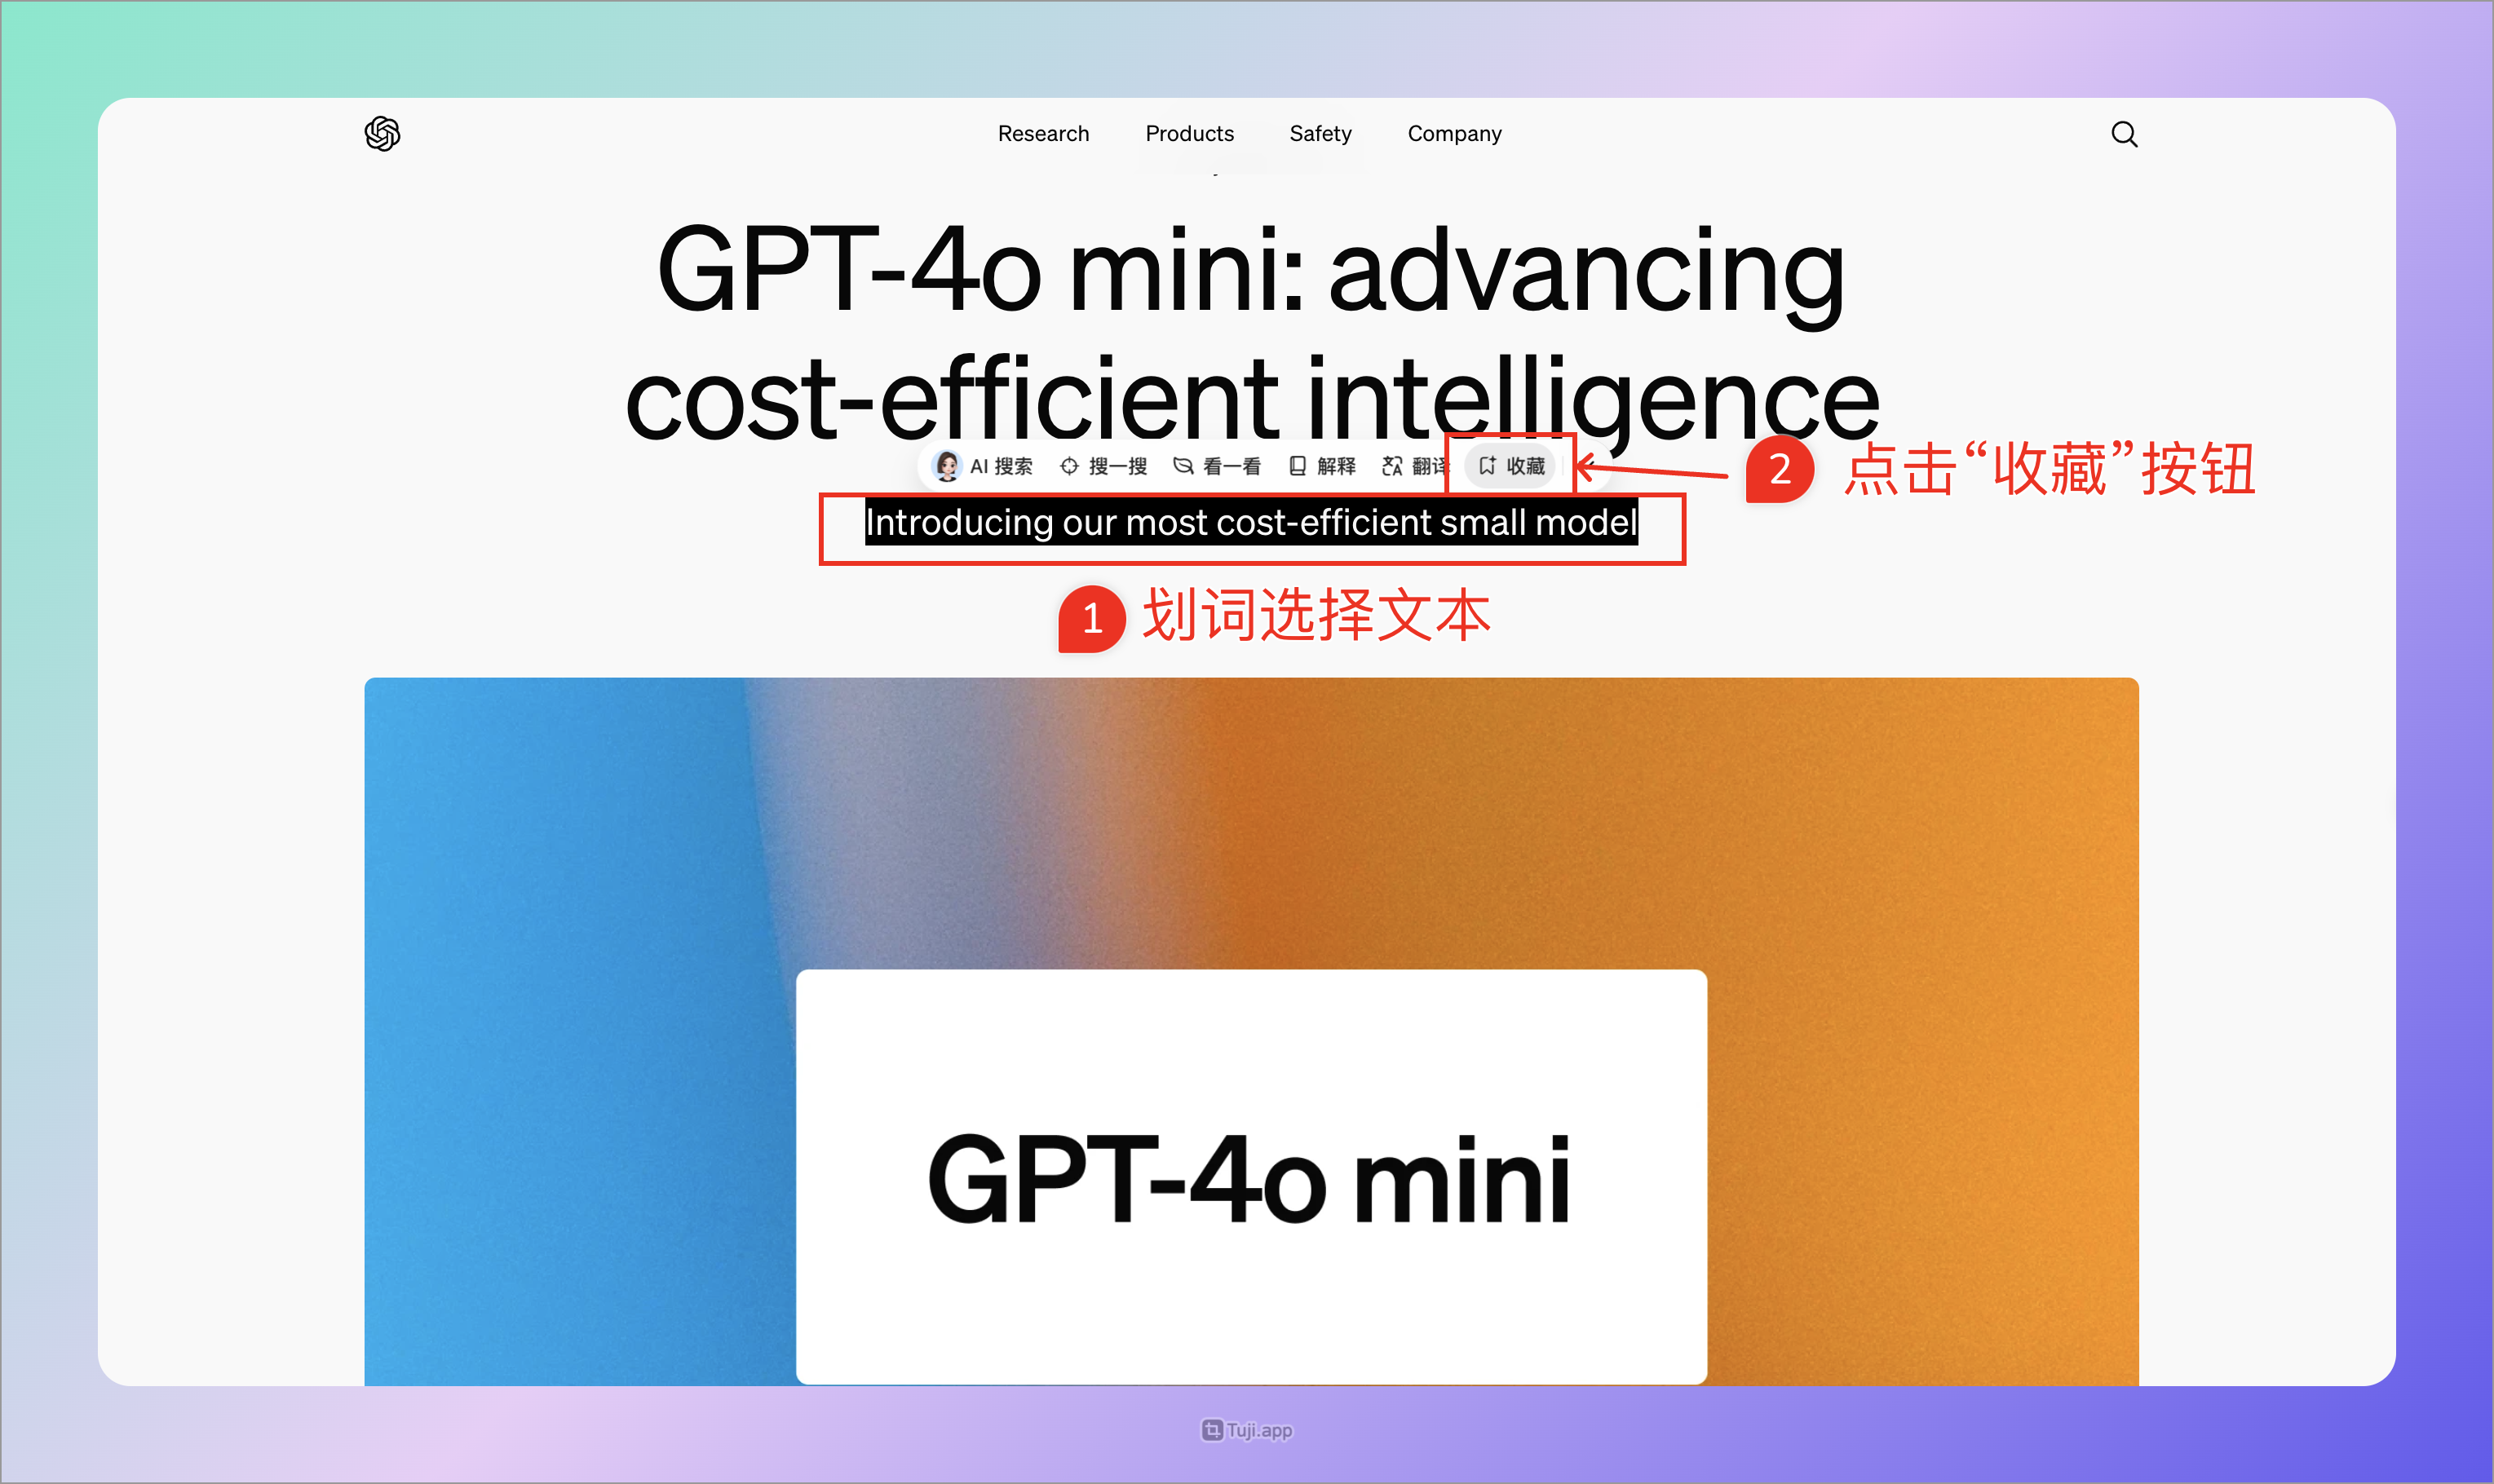 Research Products Safety Company
GPT-4o mini: advancing
cost-efficient intelligence
AI 搜索 搜一搜 看一看 解释 翻译 收藏
2 点击“收藏”按钮
Introducing our most cost-efficient small model
1 划词选择文本
GPT-4o mini
Tuji.app